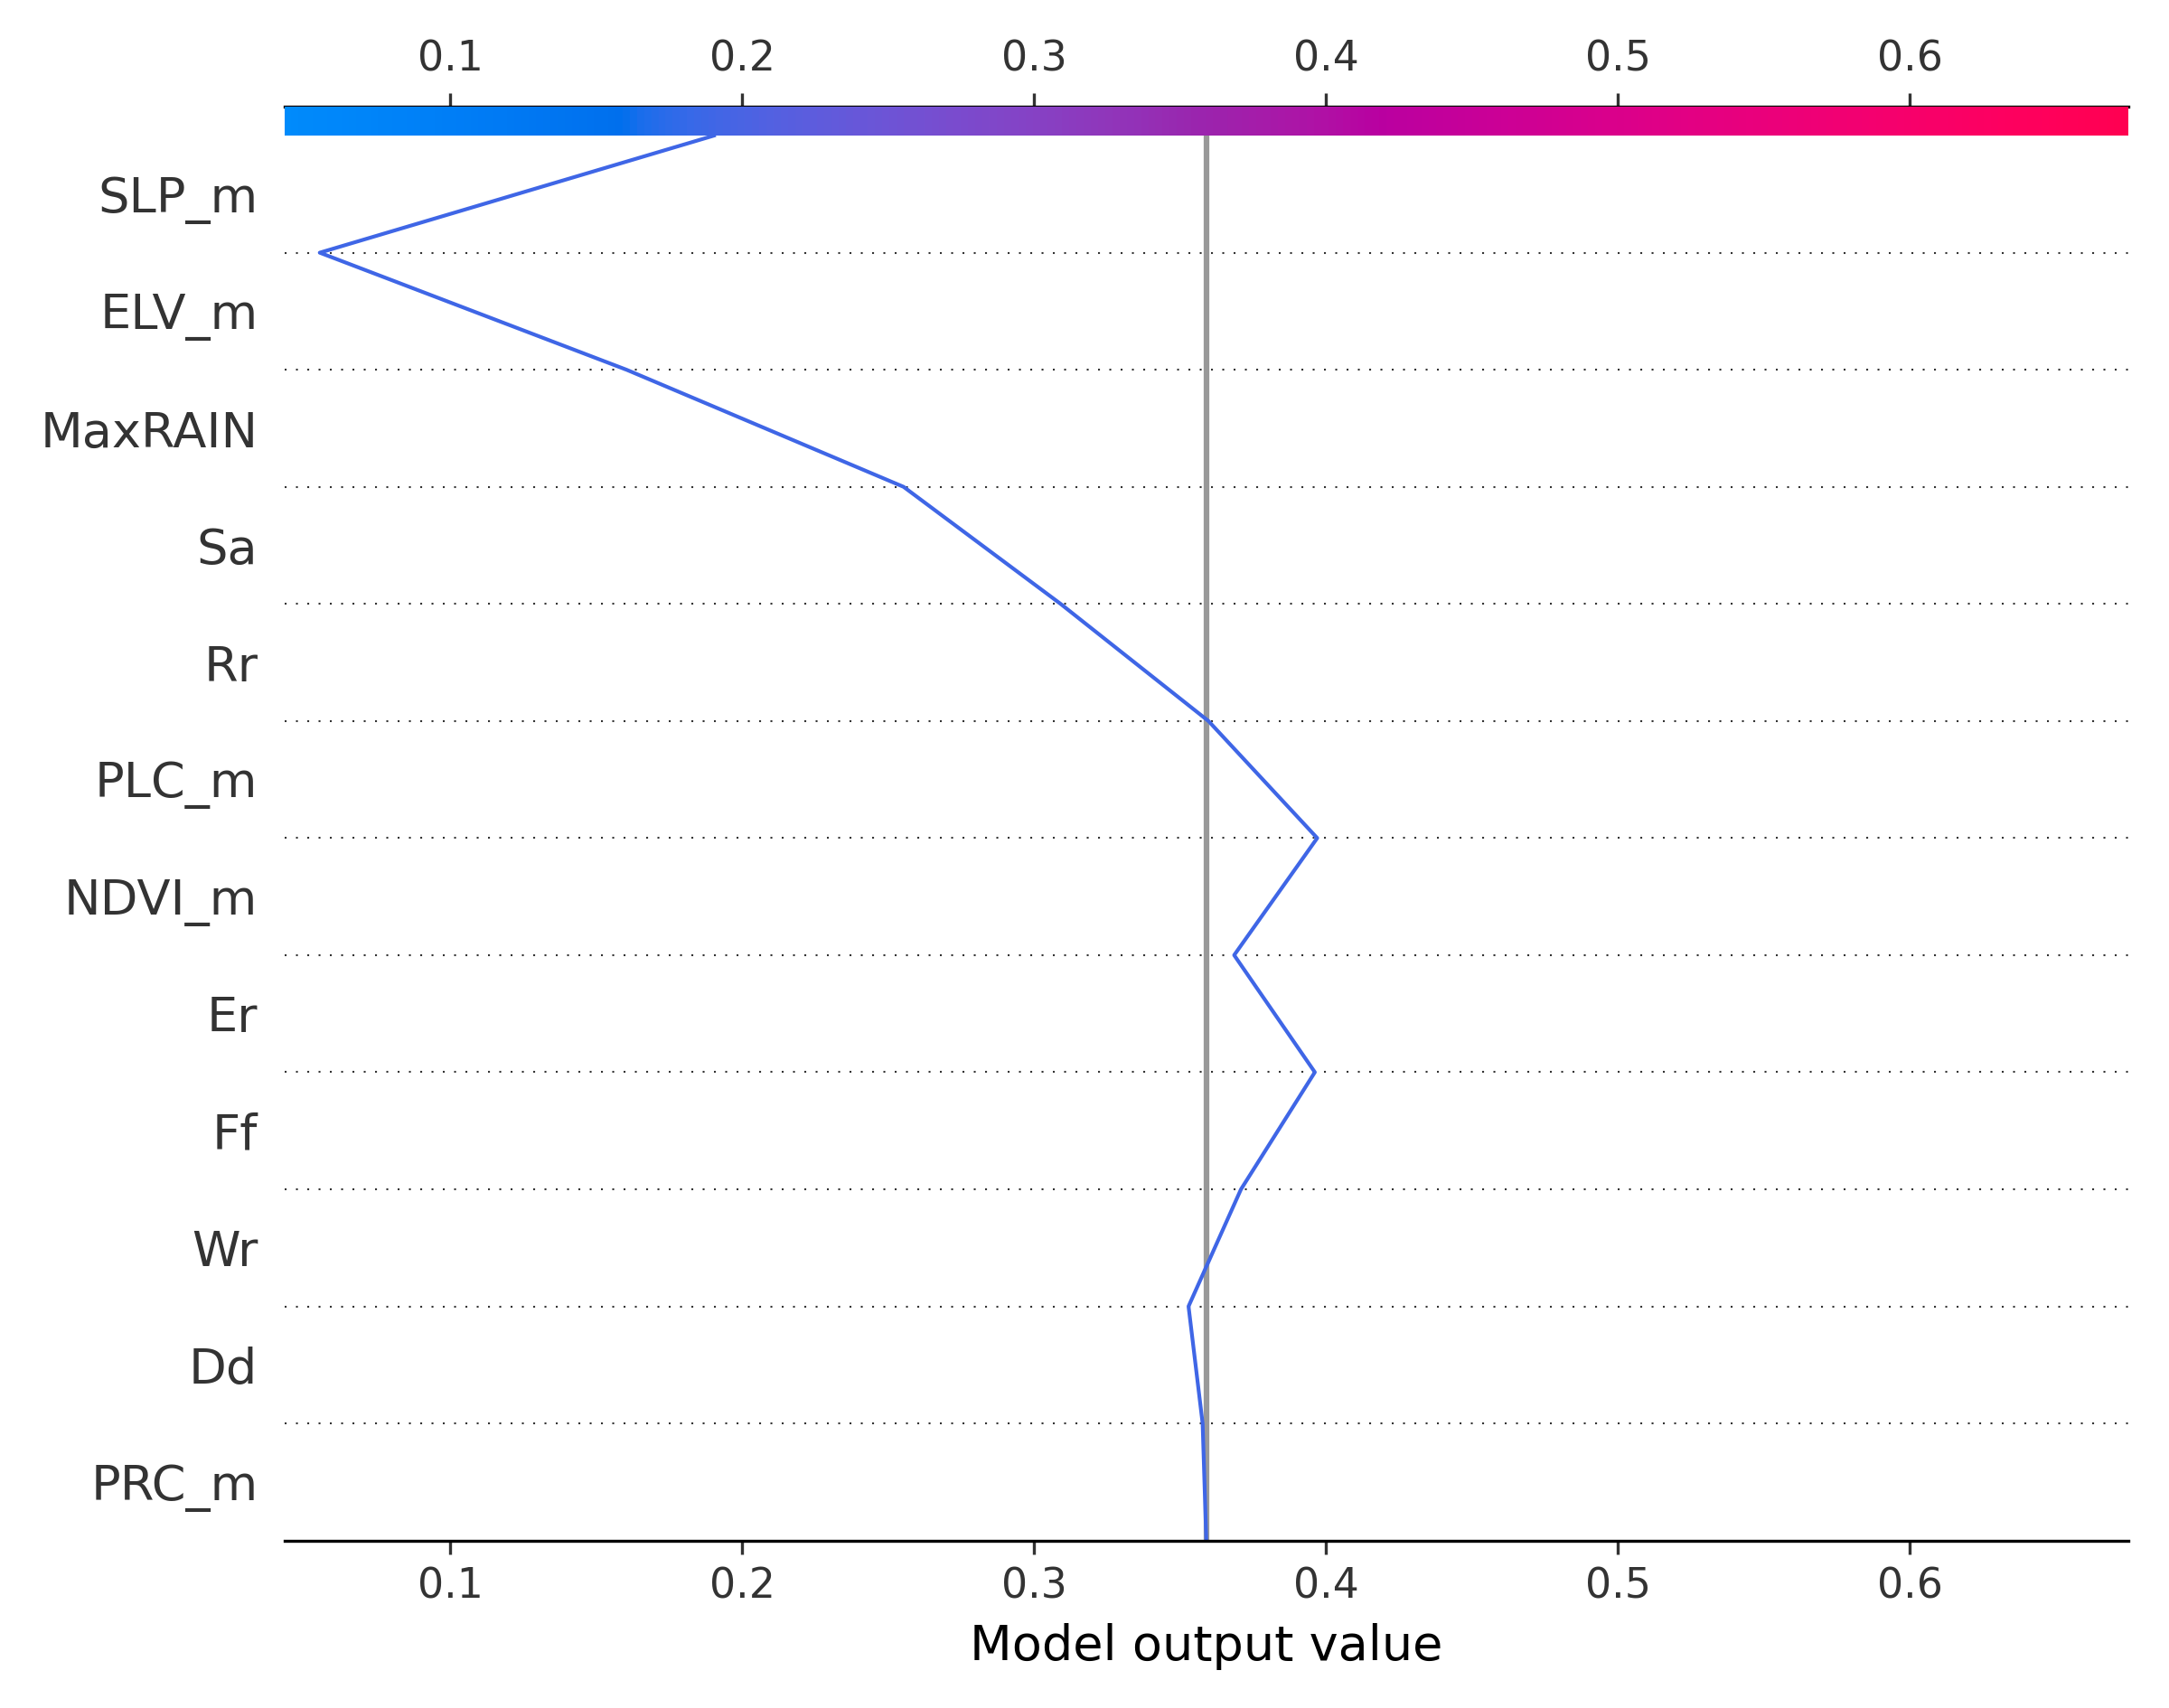 0.1 0.2 0.3 0.4 0.5 0.6
SLP_m
ELV_m
MaxRAIN
Sa
Rr
PLC_m
NDVI_m
Er
Ff
Wr
Dd
PRC_m
0.1 0.2 0.3 0.4 0.5 0.6
Model output value